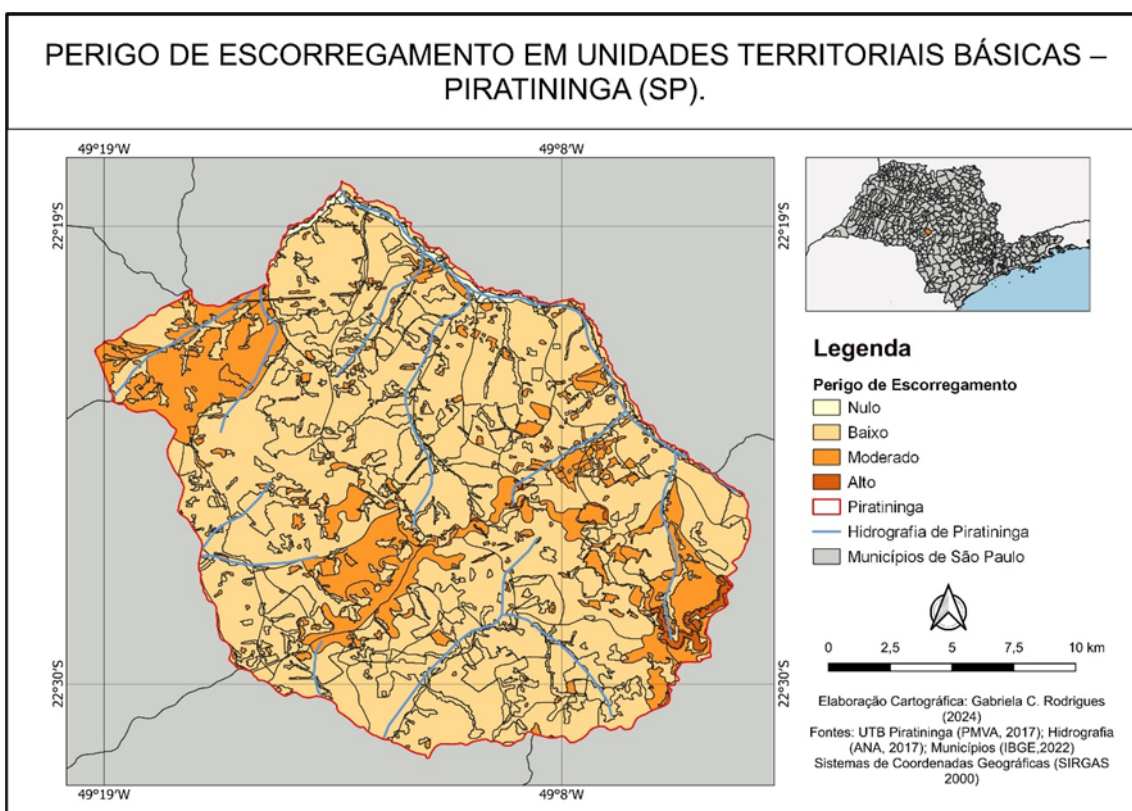 PERIGO DE ESCORREGAMENTO EM UNIDADES TERRITORIAIS BÁSICAS –
PIRATININGA (SP).
49°19'W
49°8'W
22°19'S
22°19'S
22°30'S
22°30'S
49°19'W
49°8'W
Legenda
Perigo de Escorregamento
Nulo
Baixo
Moderado
Alto
Piratininga
Hidrografia de Piratininga
Municípios de São Paulo
0 2,5 5 7,5 10 km
Elaboração Cartográfica: Gabriela C. Rodrigues
(2024)
Fontes: UTB Piratininga (PMVA, 2017); Hidrografia
(ANA, 2017); Municípios (IBGE,2022)
Sistemas de Coordenadas Geográficas (SIRGAS
2000)